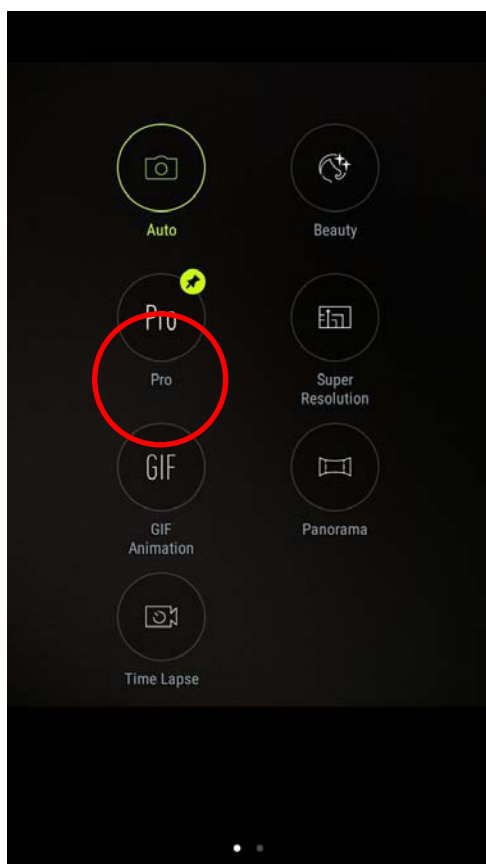 Auto
Beauty
Pro
Pro
Super
Resolution
GIF
GIF
Animation
Panorama
Time Lapse